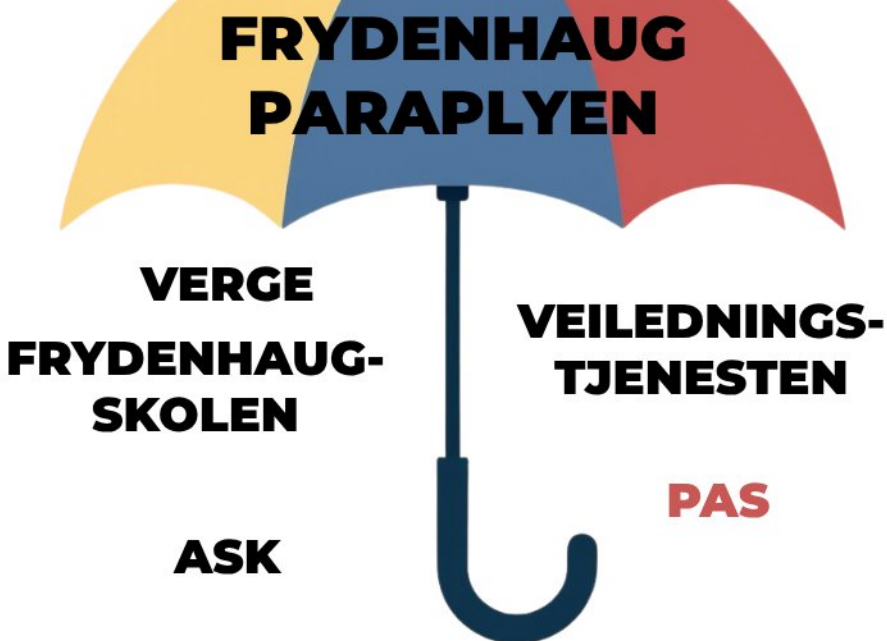 FRYDENHAUG
PARAPLYEN
VERGE
FRYDENHAUG-
SKOLEN
ASK
VEILEDNINGS-
TJENESTEN
PAS